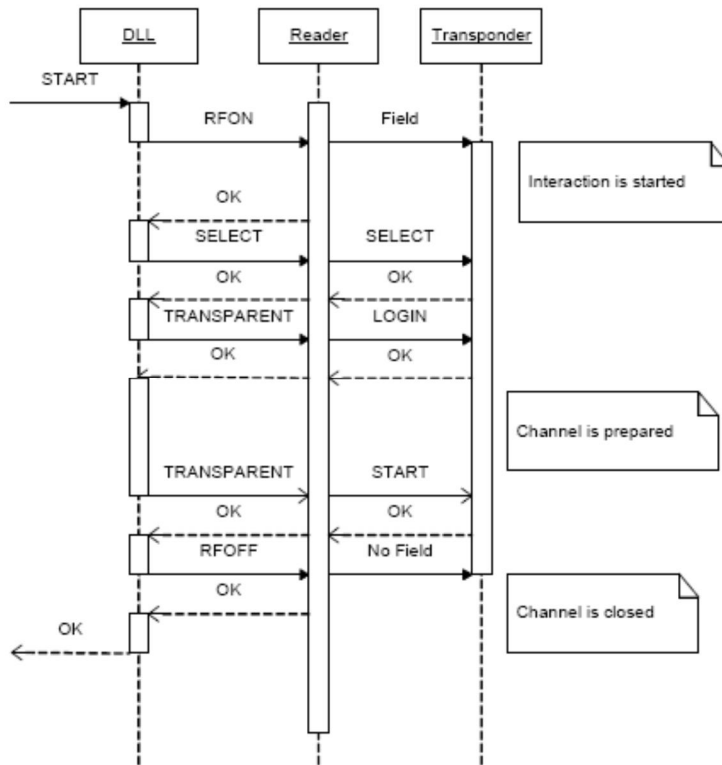 DLL
Reader
Transponder
START
RFON
Field
Interaction is started
OK
SELECT
SELECT
OK
OK
TRANSPARENT
LOGIN
OK
OK
Channel is prepared
TRANSPARENT
START
OK
OK
RFOFF
No Field
OK
Channel is closed
OK